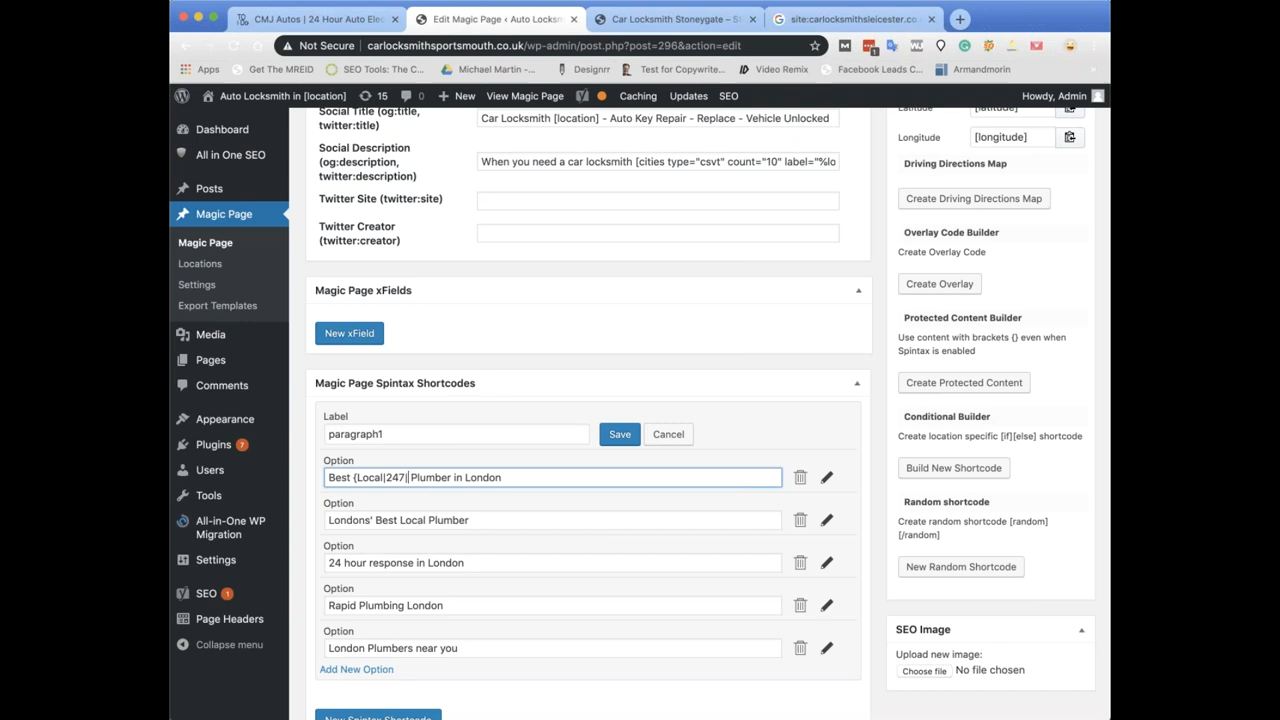 CMJ Autos | 24 Hour Auto Elec
Edit Magic Page < Auto Locksm
Car Locksmith Stoneygate – St
site:carlocksmithsleicester.co
Not Secure carlocksmithsportsmouth.co.uk/wp-admin/post.php?post=296&action=edit
Apps Get The MREID SEO Tools: The C... Michael Martin -... Designrr Test for Copywrite... Video Remix Facebook Leads C... Armandmorin
Auto Locksmith in [location] 15 0 New View Magic Page Caching Updates SEO Howdy, Admin
Dashboard
All in One SEO
Posts
Magic Page
Magic Page
Locations
Settings
Export Templates
Media
Pages
Comments
Appearance
Plugins 7
Users
Tools
All-in-One WP
Migration
Settings
SEO 1
Page Headers
Collapse menu
Social Title (og:title,
twitter:title)
Car Locksmith [location] - Auto Key Repair - Replace - Vehicle Unlocked
Social Description
(og:description,
twitter:description)
When you need a car locksmith [cities type="csvt" count="10" label="%lo
Twitter Site (twitter:site)
Twitter Creator
(twitter:creator)
Magic Page xFields
New xField
Magic Page Spintax Shortcodes
Label
paragraph1
Save Cancel
Option
Best {Local|247| Plumber in London
Option
Londons' Best Local Plumber
Option
24 hour response in London
Option
Rapid Plumbing London
Option
London Plumbers near you
Add New Option
New Spintax Shortcode
Latitude [latitude]
Longitude [longitude]
Driving Directions Map
Create Driving Directions Map
Overlay Code Builder
Create Overlay Code
Create Overlay
Protected Content Builder
Use content with brackets {} even when
Spintax is enabled
Create Protected Content
Conditional Builder
Create location specific [if][else] shortcode
Build New Shortcode
Random shortcode
Create random shortcode [random]
[/random]
New Random Shortcode
SEO Image
Upload new image:
Choose file No file chosen